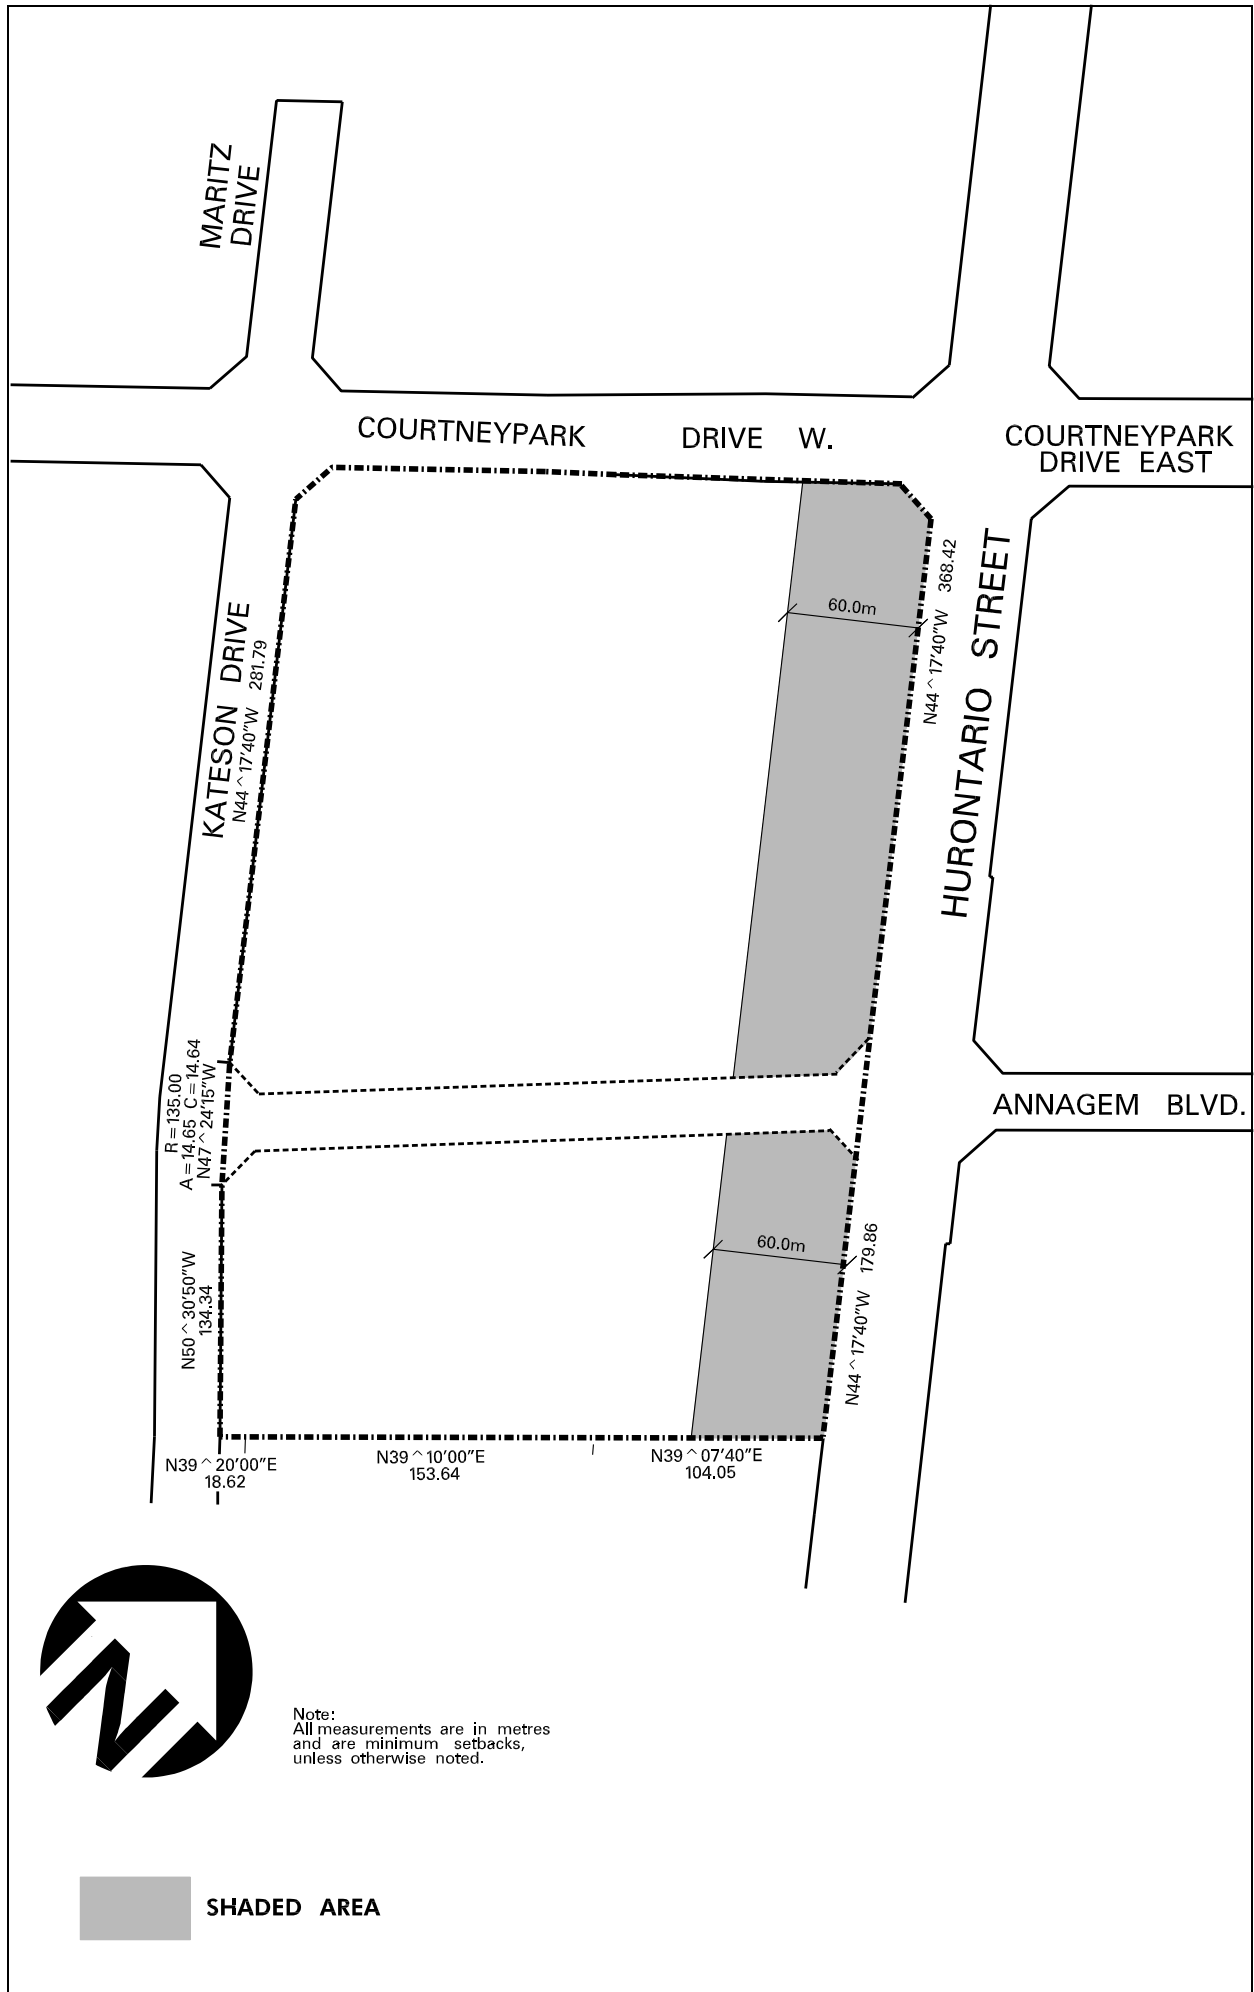 MARITZ
DRIVE
COURTNEYPARK DRIVE W.
COURTNEYPARK
DRIVE EAST
KATESON DRIVE
N44^17'40"W 281.79
60.0m
N44^17'40"W 368.42
HURONTARIO STREET
R=135.00
A=14.65 C=14.64
N47^24'15"W
ANNAGEM BLVD.
N50^30'50"W
134.34
60.0m
N44^17'40"W 179.86
N39^20'00"E
18.62
N39^10'00"E
153.64
N39^07'40"E
104.05
N
Note:
All measurements are in metres
and are minimum setbacks,
unless otherwise noted.
SHADED AREA